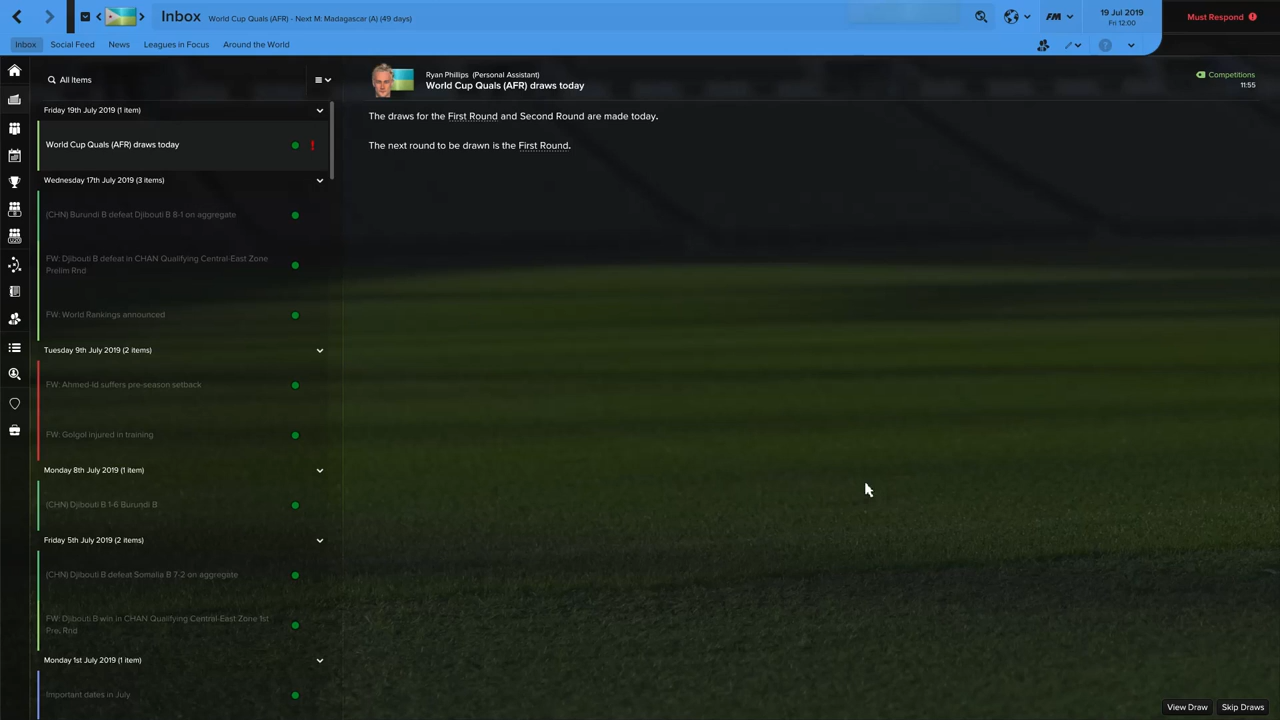 Inbox
World Cup Quals (AFR) - Next M: Madagascar (A) (49 days)
FM
19 Jul 2019
Fri 12:00
Must Respond
Inbox
Social Feed
News
Leagues in Focus
Around the World
All Items
Friday 19th July 2019 (1 item)
World Cup Quals (AFR) draws today
Wednesday 17th July 2019 (3 items)
(CHN) Burundi B defeat Djibouti B 8-1 on aggregate
FW: Djibouti B defeat in CHAN Qualifying Central-East Zone
Prelim Rnd
FW: World Rankings announced
Tuesday 9th July 2019 (2 items)
FW: Ahmed-Id suffers pre-season setback
FW: Golgol injured in training
Monday 8th July 2019 (1 item)
(CHN) Djibouti B 1-6 Burundi B
Friday 5th July 2019 (2 items)
(CHN) Djibouti B defeat Somalia B 7-2 on aggregate
FW: Djibouti B win in CHAN Qualifying Central-East Zone 1st
Pre. Rnd
Monday 1st July 2019 (1 item)
Important dates in July
Ryan Phillips (Personal Assistant)
World Cup Quals (AFR) draws today
Competitions
11:55
The draws for the First Round and Second Round are made today.
The next round to be drawn is the First Round.
View Draw
Skip Draws